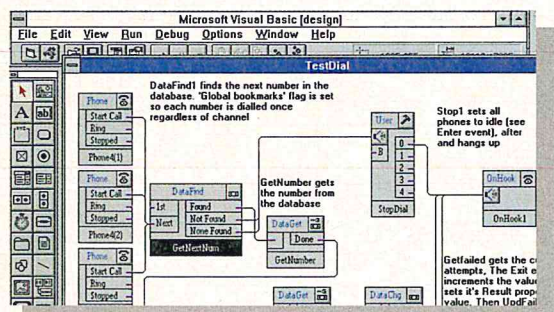 Microsoft Visual Basic [design]
File Edit View Run Debug Options Window Help
TestDial
DataFind1 finds the next number in the
database. 'Global bookmarks' flag is set
so each number is dialled once
regardless of channel
Phone
Start Call
Ring
Stopped
Phone4(1)
Phone
Start Call
Ring
Stopped
Phone4(2)
Phone
Start Call
Ring
Stopped
DataFind
1st
Next
Found
Not Found
None Found
GetNextNum
GetNumber gets
the number from
the database
DataGet
Done
GetNumber
User
B
0
1
2
3
4
StopDial
Stop1 sets all
phones to idle (see
Enter event), after
and hangs up
OnHook
OnHook1
Getfailed gets the c
attempts, The Exit e
increments the value
sets it's Result prop
value. Then UpdFail
DataGet
DataChg
A
ab